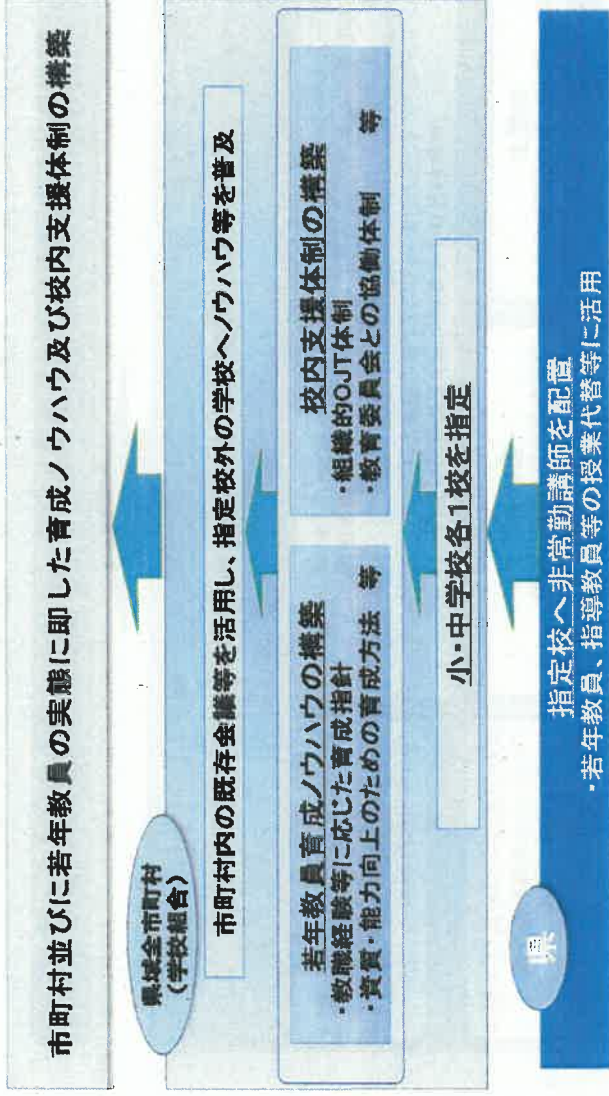 市町村並びに若年教員の実態に即した育成ノウハウ及び校内支援体制の構築
県域全市町村
（学校組合）
市町村内の既存会議等を活用し、指定校外の学校へノウハウ等を普及
若年教員育成ノウハウの構築
・教職経験等に応じた育成指針
・資質・能力向上のための育成方法 等
校内支援体制の構築
・組織的OJT体制
・教育委員会との協働体制 等
小・中学校各1校を指定
県
指定校へ非常勤講師を配置
・若年教員、指導教員等の授業代替等に活用